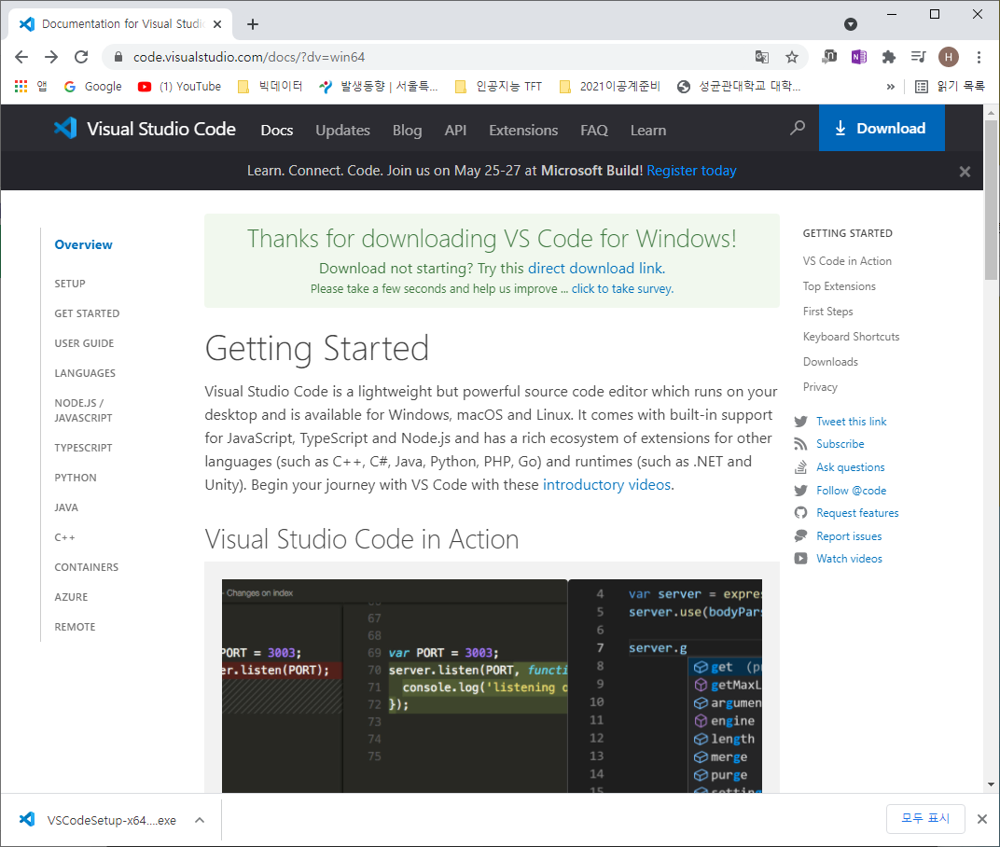 Documentation for Visual Studio
code.visualstudio.com/docs/?dv=win64
H
앱 Google (1) YouTube 빅데이터 발생동향 | 서울특... 인공지능 TFT 2021이공계준비 성균관대학교 대학... » 읽기 목록
Visual Studio Code Docs Updates Blog API Extensions FAQ Learn Download
Learn. Connect. Code. Join us on May 25-27 at Microsoft Build! Register today
Overview
SETUP
GET STARTED
USER GUIDE
LANGUAGES
NODE.JS /
JAVASCRIPT
TYPESCRIPT
PYTHON
JAVA
C++
CONTAINERS
AZURE
REMOTE
Thanks for downloading VS Code for Windows!
Download not starting? Try this direct download link.
Please take a few seconds and help us improve ... click to take survey.
Getting Started
Visual Studio Code is a lightweight but powerful source code editor which runs on your
desktop and is available for Windows, macOS and Linux. It comes with built-in support
for JavaScript, TypeScript and Node.js and has a rich ecosystem of extensions for other
languages (such as C++, C#, Java, Python, PHP, Go) and runtimes (such as .NET and
Unity). Begin your journey with VS Code with these introductory videos.
Visual Studio Code in Action
- Changes on index
PORT = 3003;
er.listen(PORT);
67
68
69 var PORT = 3003;
70 server.listen(PORT, functi
71 console.log('listening
72 });
73
74
75
4 var server = expre
5 server.use(bodyPar
6
7 server.g
8 get (p
9 getMaxL
10 argumen
11 engine
12 length
13 merge
14 purge
15 setting
GETTING STARTED
VS Code in Action
Top Extensions
First Steps
Keyboard Shortcuts
Downloads
Privacy
Tweet this link
Subscribe
Ask questions
Follow @code
Request features
Report issues
Watch videos
VSCodeSetup-x64....exe
모두 표시